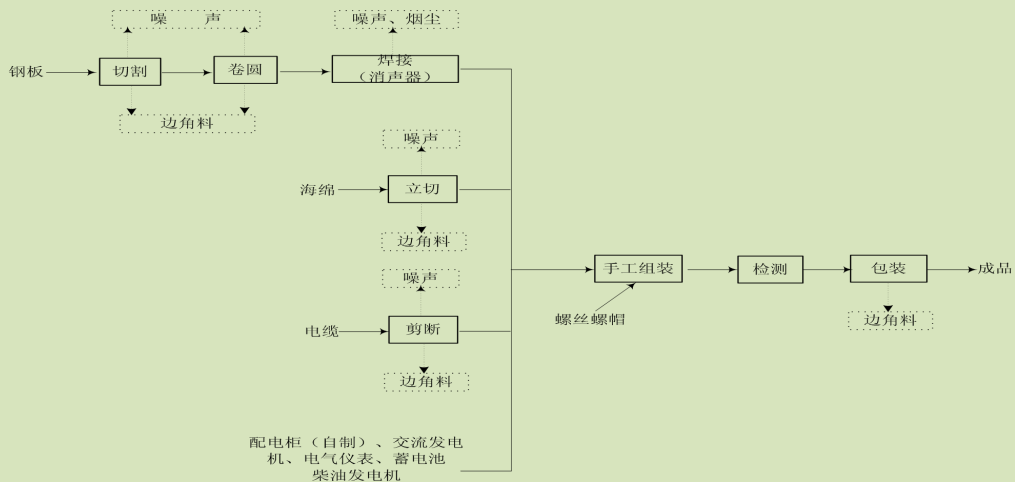 噪 声
噪声、烟尘
钢板
切割
卷圆
焊接
（消声器）
边角料
噪声
海绵
立切
边角料
噪声
电缆
剪断
边角料
手工组装
检测
包装
成品
螺丝螺帽
边角料
配电柜（自制）、交流发电
机、电气仪表、蓄电池
柴油发电机